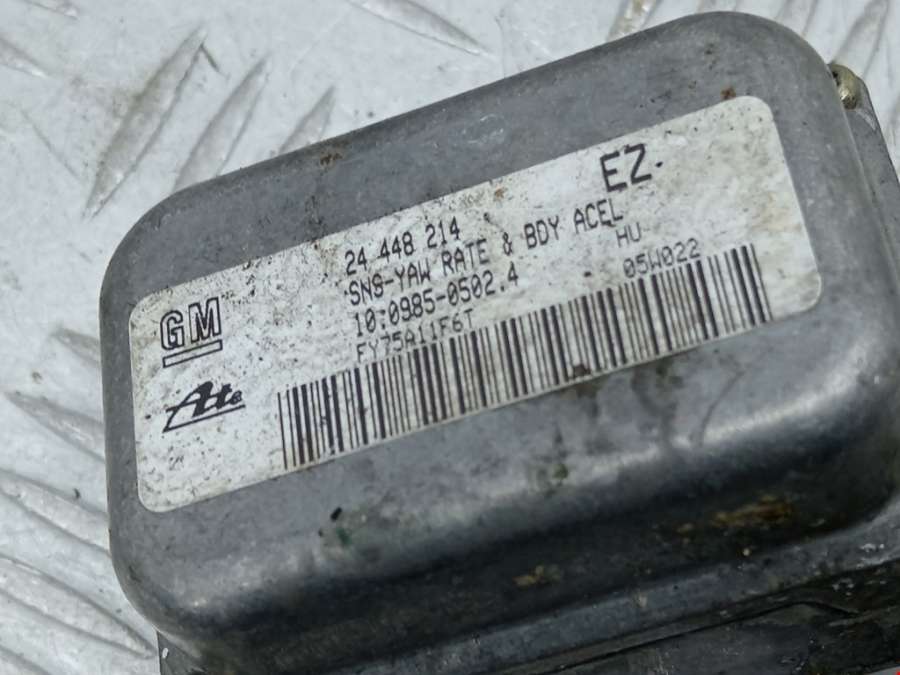 EZ.
24 448 214
SNS-YAW RATE & BDY ACEL
10.0985-0502.4 HU
FY75A11F6T 05W022
GM
Ate